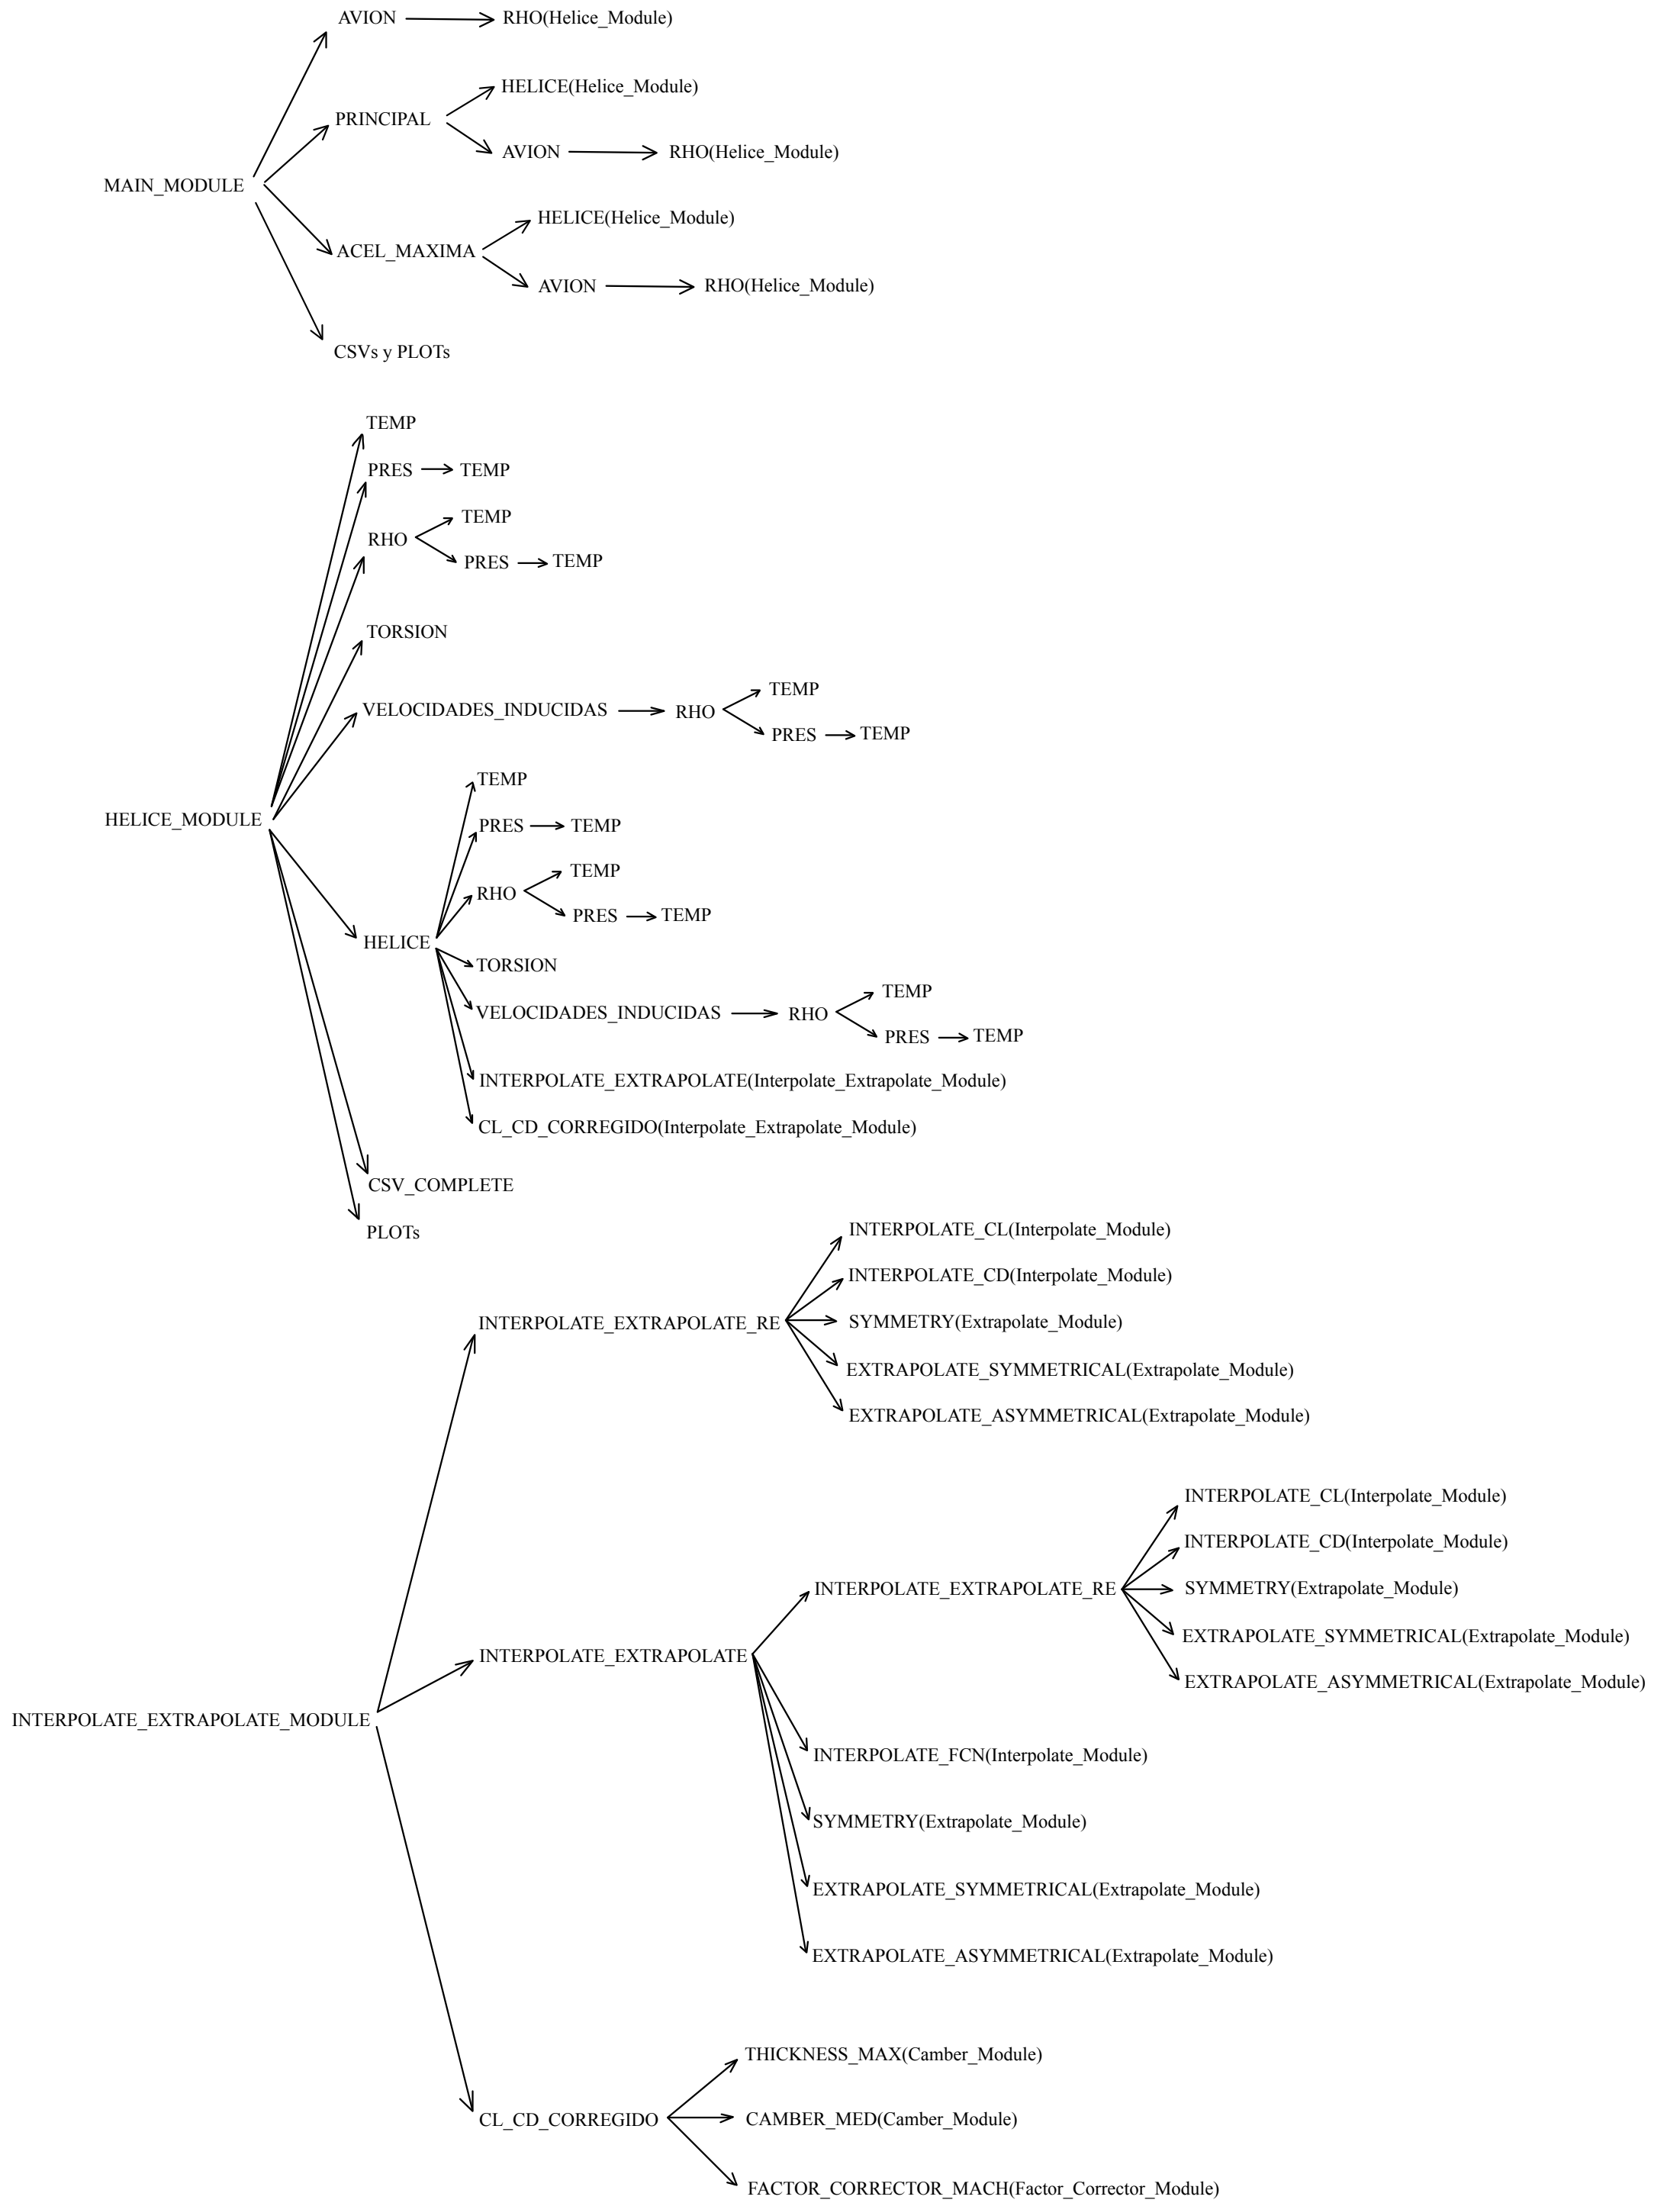 AVION
RHO(Helice_Module)
HELICE(Helice_Module)
PRINCIPAL
AVION
RHO(Helice_Module)
MAIN_MODULE
HELICE(Helice_Module)
ACEL_MAXIMA
AVION
RHO(Helice_Module)
CSVs y PLOTs
TEMP
PRES
TEMP
TEMP
RHO
PRES
TEMP
TORSION
TEMP
VELOCIDADES_INDUCIDAS
RHO
PRES
TEMP
TEMP
HELICE_MODULE
PRES
TEMP
TEMP
RHO
PRES
TEMP
HELICE
TORSION
TEMP
VELOCIDADES_INDUCIDAS
RHO
PRES
TEMP
INTERPOLATE_EXTRAPOLATE(Interpolate_Extrapolate_Module)
CL_CD_CORREGIDO(Interpolate_Extrapolate_Module)
CSV_COMPLETE
PLOTs
INTERPOLATE_CL(Interpolate_Module)
INTERPOLATE_CD(Interpolate_Module)
INTERPOLATE_EXTRAPOLATE_RE
SYMMETRY(Extrapolate_Module)
EXTRAPOLATE_SYMMETRICAL(Extrapolate_Module)
EXTRAPOLATE_ASYMMETRICAL(Extrapolate_Module)
INTERPOLATE_CL(Interpolate_Module)
INTERPOLATE_CD(Interpolate_Module)
INTERPOLATE_EXTRAPOLATE_RE
SYMMETRY(Extrapolate_Module)
EXTRAPOLATE_SYMMETRICAL(Extrapolate_Module)
INTERPOLATE_EXTRAPOLATE
EXTRAPOLATE_ASYMMETRICAL(Extrapolate_Module)
INTERPOLATE_EXTRAPOLATE_MODULE
INTERPOLATE_FCN(Interpolate_Module)
SYMMETRY(Extrapolate_Module)
EXTRAPOLATE_SYMMETRICAL(Extrapolate_Module)
EXTRAPOLATE_ASYMMETRICAL(Extrapolate_Module)
THICKNESS_MAX(Camber_Module)
CL_CD_CORREGIDO
CAMBER_MED(Camber_Module)
FACTOR_CORRECTOR_MACH(Factor_Corrector_Module)